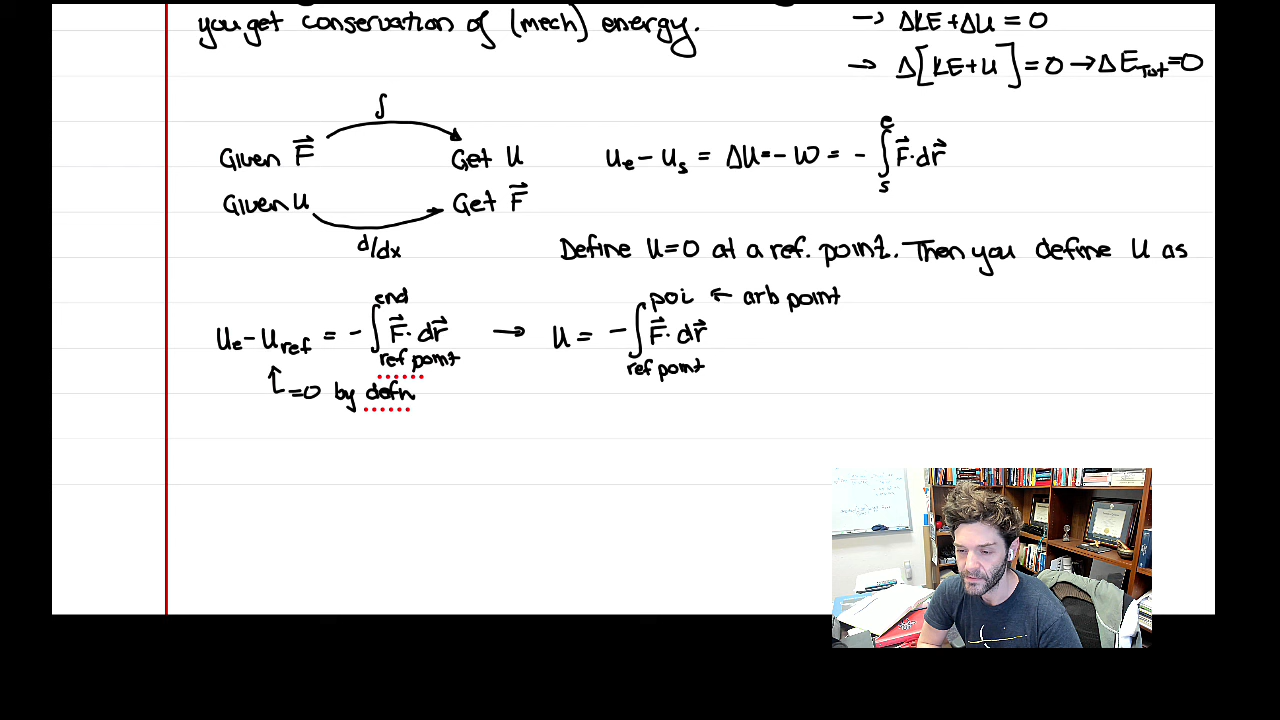 you get conservation of (mech) energy.
→ ΔKE + ΔU = 0
→ Δ[KE+U] = 0 → ΔE_Tot = 0
∫
Given F⃗ Get U
Given U Get F⃗
d/dx
U_e - U_s = ΔU = - W = - ∫_s^e F⃗·dr⃗
Define U=0 at a ref. point. Then you define U as
U_e - U_ref = - ∫_ref point^end F⃗·dr⃗ → U = - ∫_ref point^poi F⃗·dr⃗
← arb point
=0 by defn